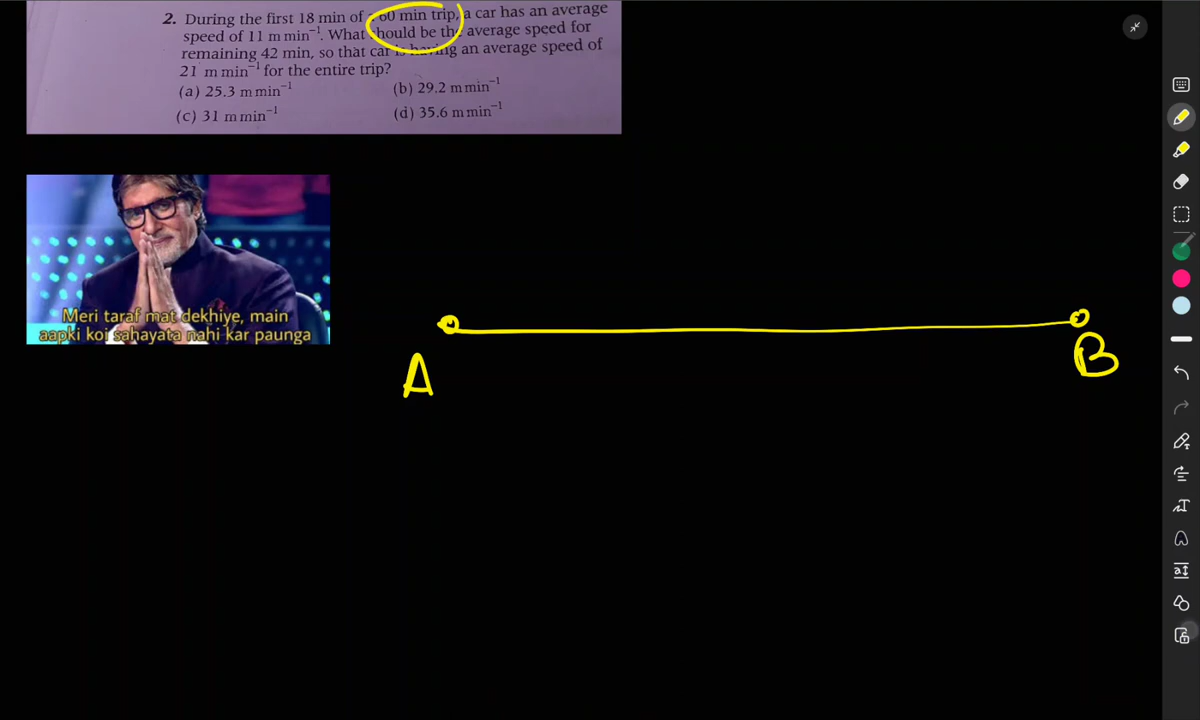 2. During the first 18 min of 60 min trip, a car has an average
speed of 11 m min⁻¹. What should be the average speed for
remaining 42 min, so that car is having an average speed of
21 m min⁻¹ for the entire trip?
(a) 25.3 m min⁻¹ (b) 29.2 m min⁻¹
(c) 31 m min⁻¹ (d) 35.6 m min⁻¹
Meri taraf mat dekhiye, main
aapki koi sahayata nahi kar paunga
A B